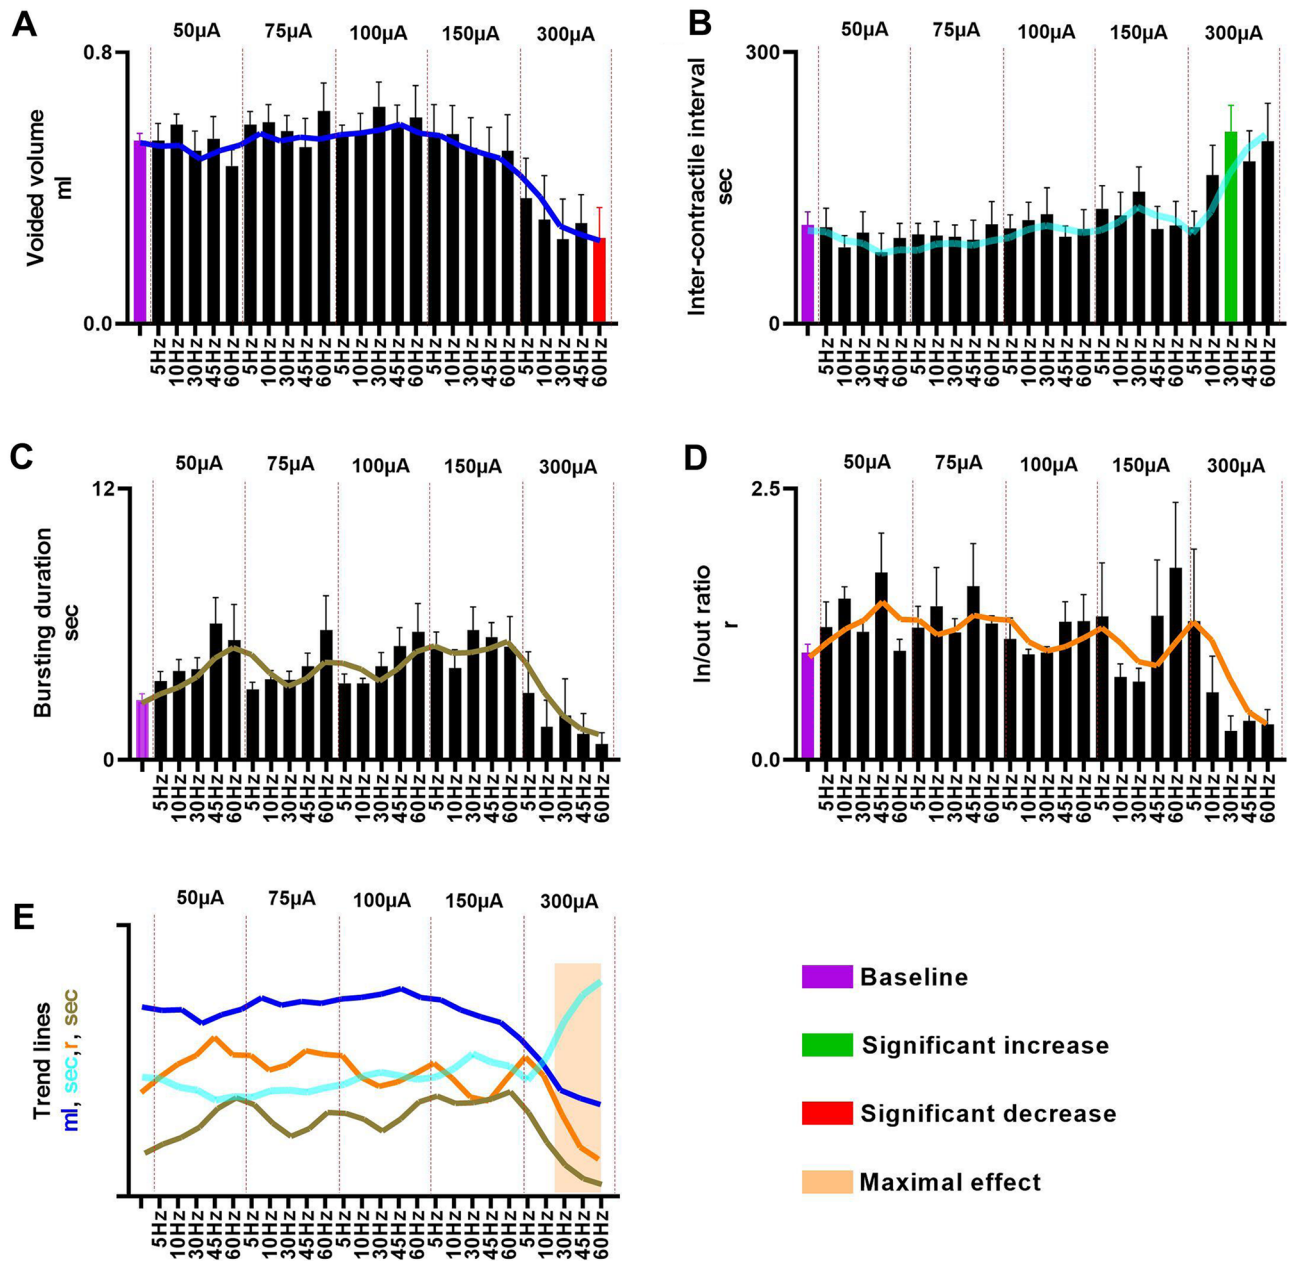 A
50µA 75µA 100µA 150µA 300µA
0.8
Voided volume
ml
0.0
5Hz 10Hz 30Hz 45Hz 60Hz 5Hz 10Hz 30Hz 45Hz 60Hz 5Hz 10Hz 30Hz 45Hz 60Hz 5Hz 10Hz 30Hz 45Hz 60Hz 5Hz 10Hz 30Hz 45Hz 60Hz
B
50µA 75µA 100µA 150µA 300µA
300
Inter-contractile interval
sec
0
5Hz 10Hz 30Hz 45Hz 60Hz 5Hz 10Hz 30Hz 45Hz 60Hz 5Hz 10Hz 30Hz 45Hz 60Hz 5Hz 10Hz 30Hz 45Hz 60Hz 5Hz 10Hz 30Hz 45Hz 60Hz
C
50µA 75µA 100µA 150µA 300µA
12
Bursting duration
sec
0
5Hz 10Hz 30Hz 45Hz 60Hz 5Hz 10Hz 30Hz 45Hz 60Hz 5Hz 10Hz 30Hz 45Hz 60Hz 5Hz 10Hz 30Hz 45Hz 60Hz 5Hz 10Hz 30Hz 45Hz 60Hz
D
50µA 75µA 100µA 150µA 300µA
2.5
In/out ratio
r
0.0
5Hz 10Hz 30Hz 45Hz 60Hz 5Hz 10Hz 30Hz 45Hz 60Hz 5Hz 10Hz 30Hz 45Hz 60Hz 5Hz 10Hz 30Hz 45Hz 60Hz 5Hz 10Hz 30Hz 45Hz 60Hz
E
50µA 75µA 100µA 150µA 300µA
Trend lines
ml, sec,r, sec
5Hz 10Hz 30Hz 45Hz 60Hz 5Hz 10Hz 30Hz 45Hz 60Hz 5Hz 10Hz 30Hz 45Hz 60Hz 5Hz 10Hz 30Hz 45Hz 60Hz 5Hz 10Hz 30Hz 45Hz 60Hz
Baseline
Significant increase
Significant decrease
Maximal effect